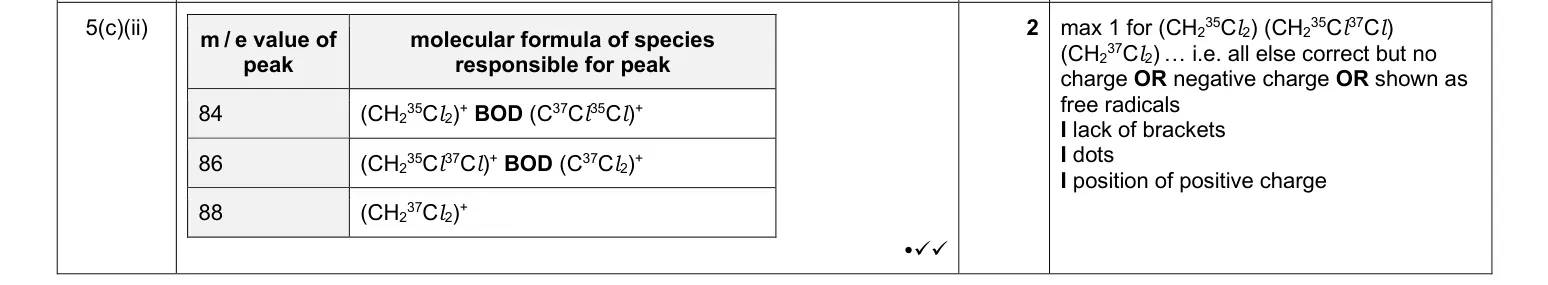 5(c)(ii)
m / e value of peak
molecular formula of species responsible for peak
84
(CH₂³⁵Cl₂)⁺ BOD (C³⁷Cl³⁵Cl)⁺
86
(CH₂³⁵Cl³⁷Cl)⁺ BOD (C³⁷Cl₂)⁺
88
(CH₂³⁷Cl₂)⁺
•✓✓
2
max 1 for (CH₂³⁵Cl₂) (CH₂³⁵Cl³⁷Cl)
(CH₂³⁷Cl₂) … i.e. all else correct but no
charge OR negative charge OR shown as
free radicals
I lack of brackets
I dots
I position of positive charge